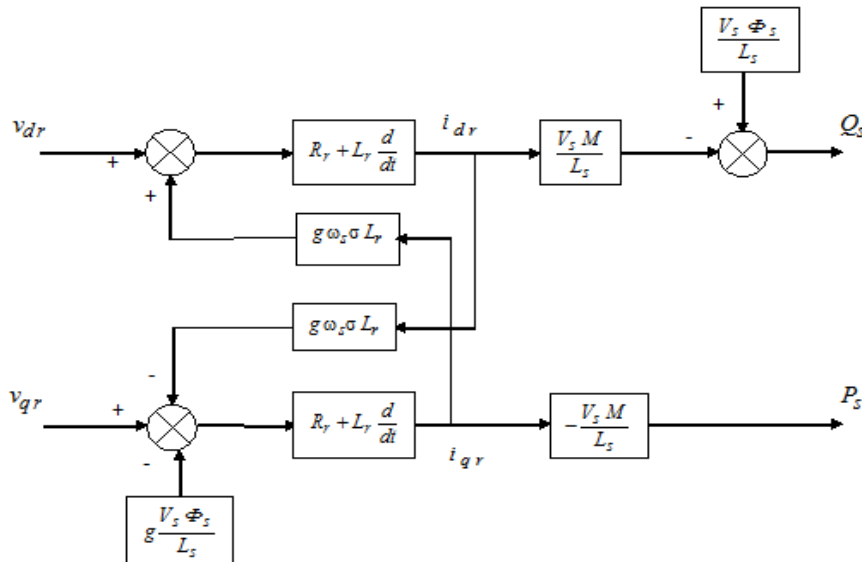 V_s Φ_s / L_s
v_dr
+
+
R_r + L_r d/dt
i_dr
V_s M / L_s
-
+
Q_s
g ω_s σ L_r
g ω_s σ L_r
-
v_qr
+
-
R_r + L_r d/dt
i_qr
- V_s M / L_s
P_s
g V_s Φ_s / L_s